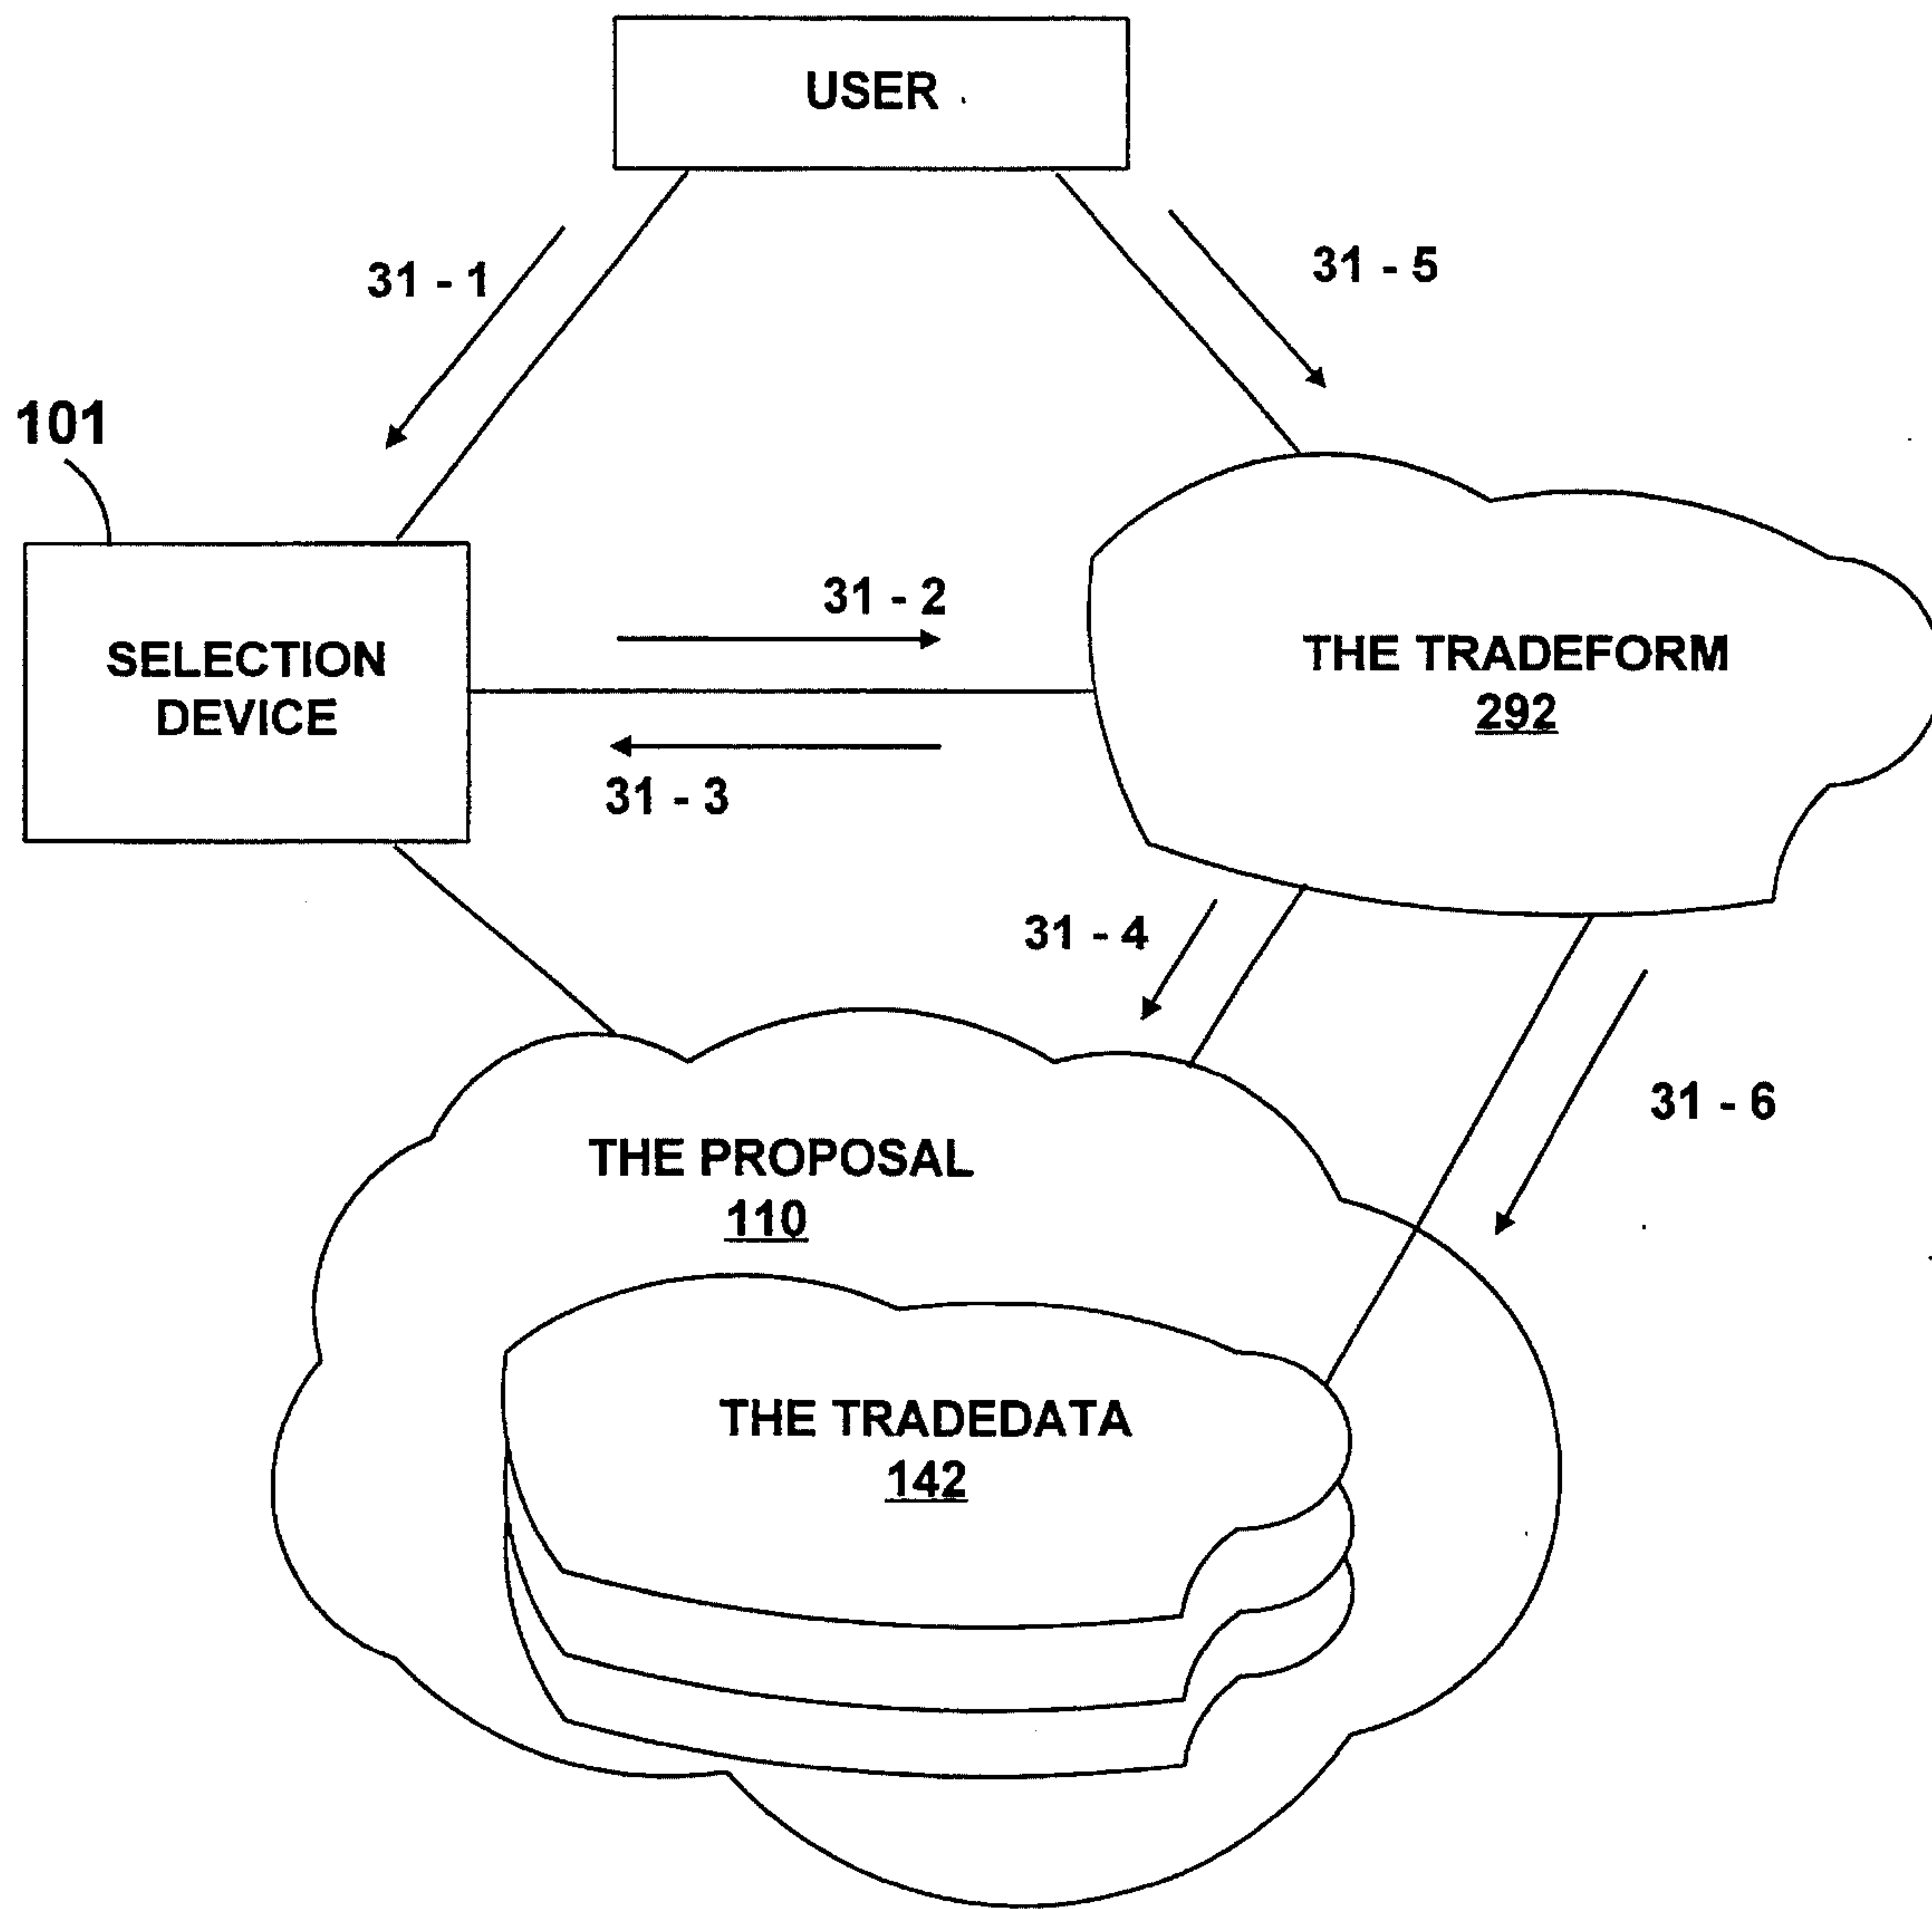 USER
31 - 1
31 - 5
101
31 - 2
SELECTION
DEVICE
THE TRADEFORM
292
31 - 3
31 - 4
31 - 6
THE PROPOSAL
110
THE TRADEDATA
142